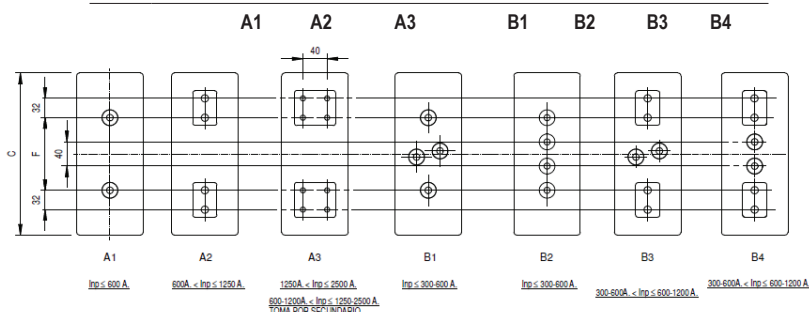 A1 A2 A3 B1 B2 B3 B4
40
32
C F 40
32
A1 A2 A3 B1 B2 B3 B4
Inp ≤ 600 A. 600A. < Inp ≤ 1250 A. 1250A. < Inp ≤ 2500 A. Inp ≤ 300-600 A. Inp ≤ 300-600 A. 300-600A. < Inp ≤ 600-1200 A. 300-600A. < Inp ≤ 600-1200 A
600-1200A. < Inp ≤ 1250-2500 A.
TOMA POR SECUNDARIO